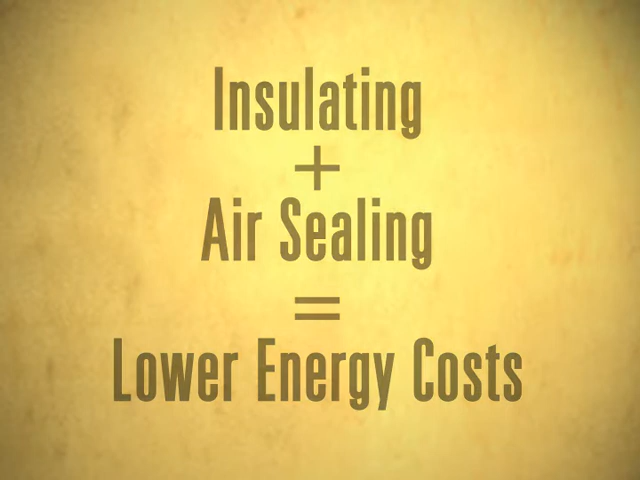 Insulating
+
Air Sealing
=
Lower Energy Costs